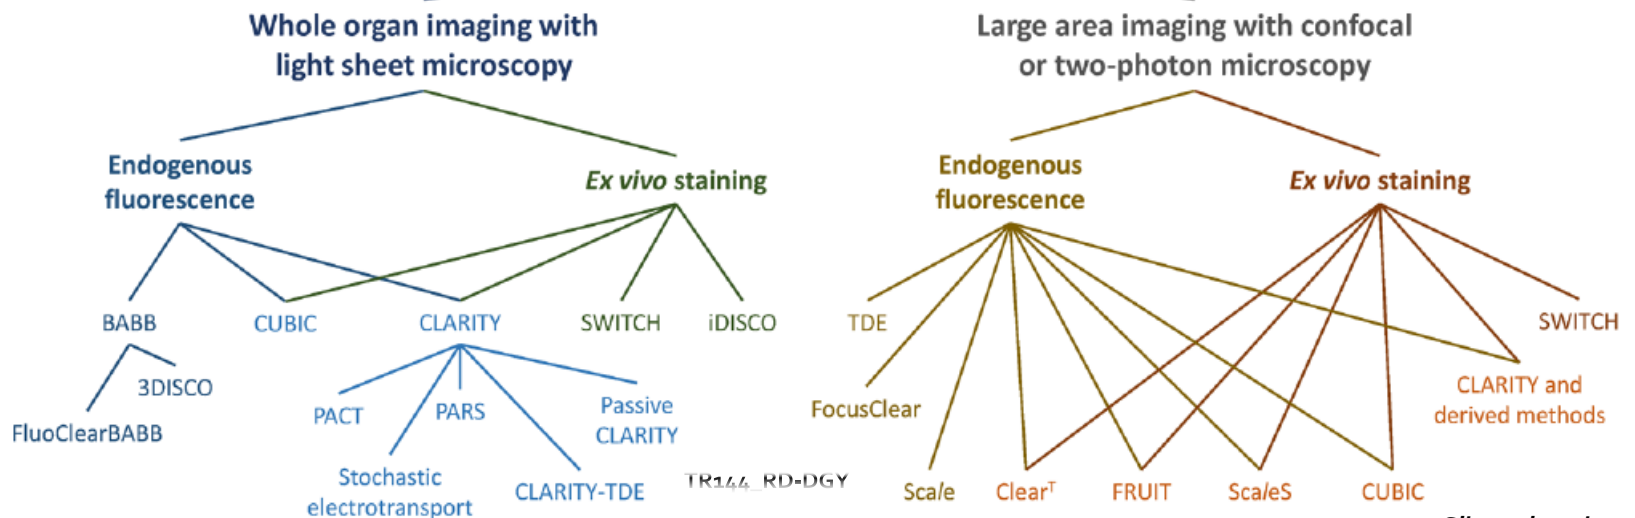 Whole organ imaging with
light sheet microscopy
Endogenous
fluorescence
Ex vivo staining
BABB
CUBIC
CLARITY
SWITCH
iDISCO
3DISCO
FluoClearBABB
PACT
PARS
Passive
CLARITY
Stochastic
electrotransport
CLARITY-TDE
TR144_RD-DGY
Large area imaging with confocal
or two-photon microscopy
Endogenous
fluorescence
Ex vivo staining
TDE
SWITCH
FocusClear
CLARITY and
derived methods
Scale
Clearᵀ
FRUIT
ScaleS
CUBIC